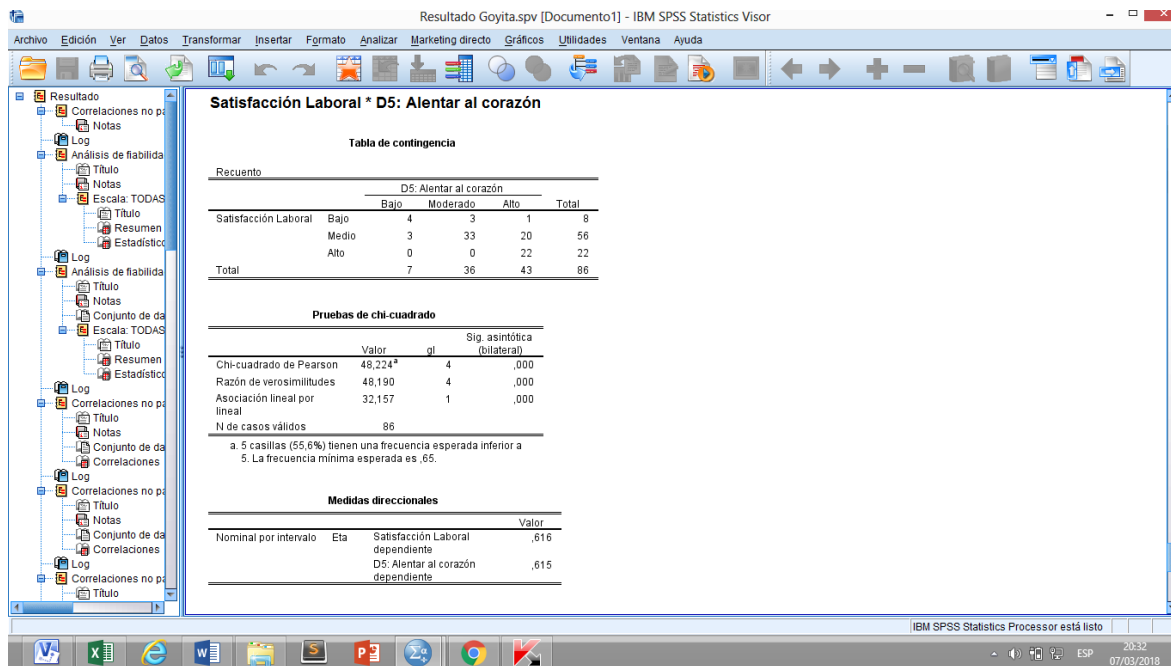 Resultado Goyita.spv [Documento1] - IBM SPSS Statistics Visor
Archivo Edición Ver Datos Transformar Insertar Formato Analizar Marketing directo Gráficos Utilidades Ventana Ayuda
Resultado
Correlaciones no pa
Notas
Log
Análisis de fiabilida
Título
Notas
Escala: TODAS
Título
Resumen
Estadístico
Log
Análisis de fiabilida
Título
Notas
Conjunto de da
Escala: TODAS
Título
Resumen
Estadístico
Log
Correlaciones no pa
Título
Notas
Conjunto de da
Correlaciones
Log
Correlaciones no pa
Título
Notas
Conjunto de da
Correlaciones
Log
Correlaciones no pa
Título
Satisfacción Laboral * D5: Alentar al corazón
Tabla de contingencia
Recuento
D5: Alentar al corazón
Bajo Moderado Alto Total
Satisfacción Laboral Bajo 4 3 1 8
Medio 3 33 20 56
Alto 0 0 22 22
Total 7 36 43 86
Pruebas de chi-cuadrado
Sig. asintótica
Valor gl (bilateral)
Chi-cuadrado de Pearson 48,224a 4 ,000
Razón de verosimilitudes 48,190 4 ,000
Asociación lineal por 32,157 1 ,000
lineal
N de casos válidos 86
a. 5 casillas (55,6%) tienen una frecuencia esperada inferior a
5. La frecuencia mínima esperada es ,65.
Medidas direccionales
Valor
Nominal por intervalo Eta Satisfacción Laboral ,616
dependiente
D5: Alentar al corazón ,615
dependiente
IBM SPSS Statistics Processor está listo
ESP
20:32
07/03/2018